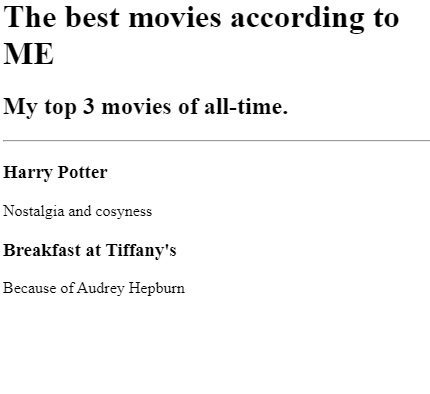 The best movies according to
ME
My top 3 movies of all-time.
Harry Potter
Nostalgia and cosyness
Breakfast at Tiffany's
Because of Audrey Hepburn